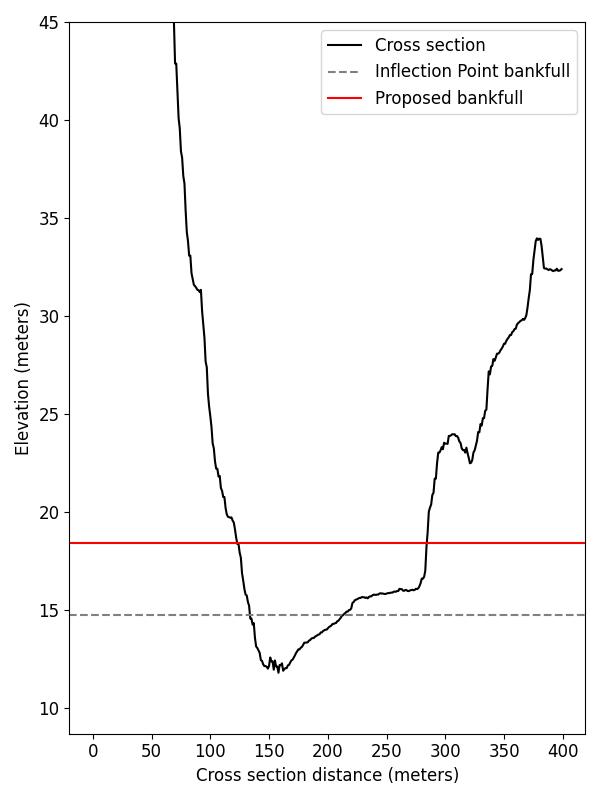 Cross section
Inflection Point bankfull
Proposed bankfull
45
40
35
30
25
20
15
10
Elevation (meters)
0 50 100 150 200 250 300 350 400
Cross section distance (meters)